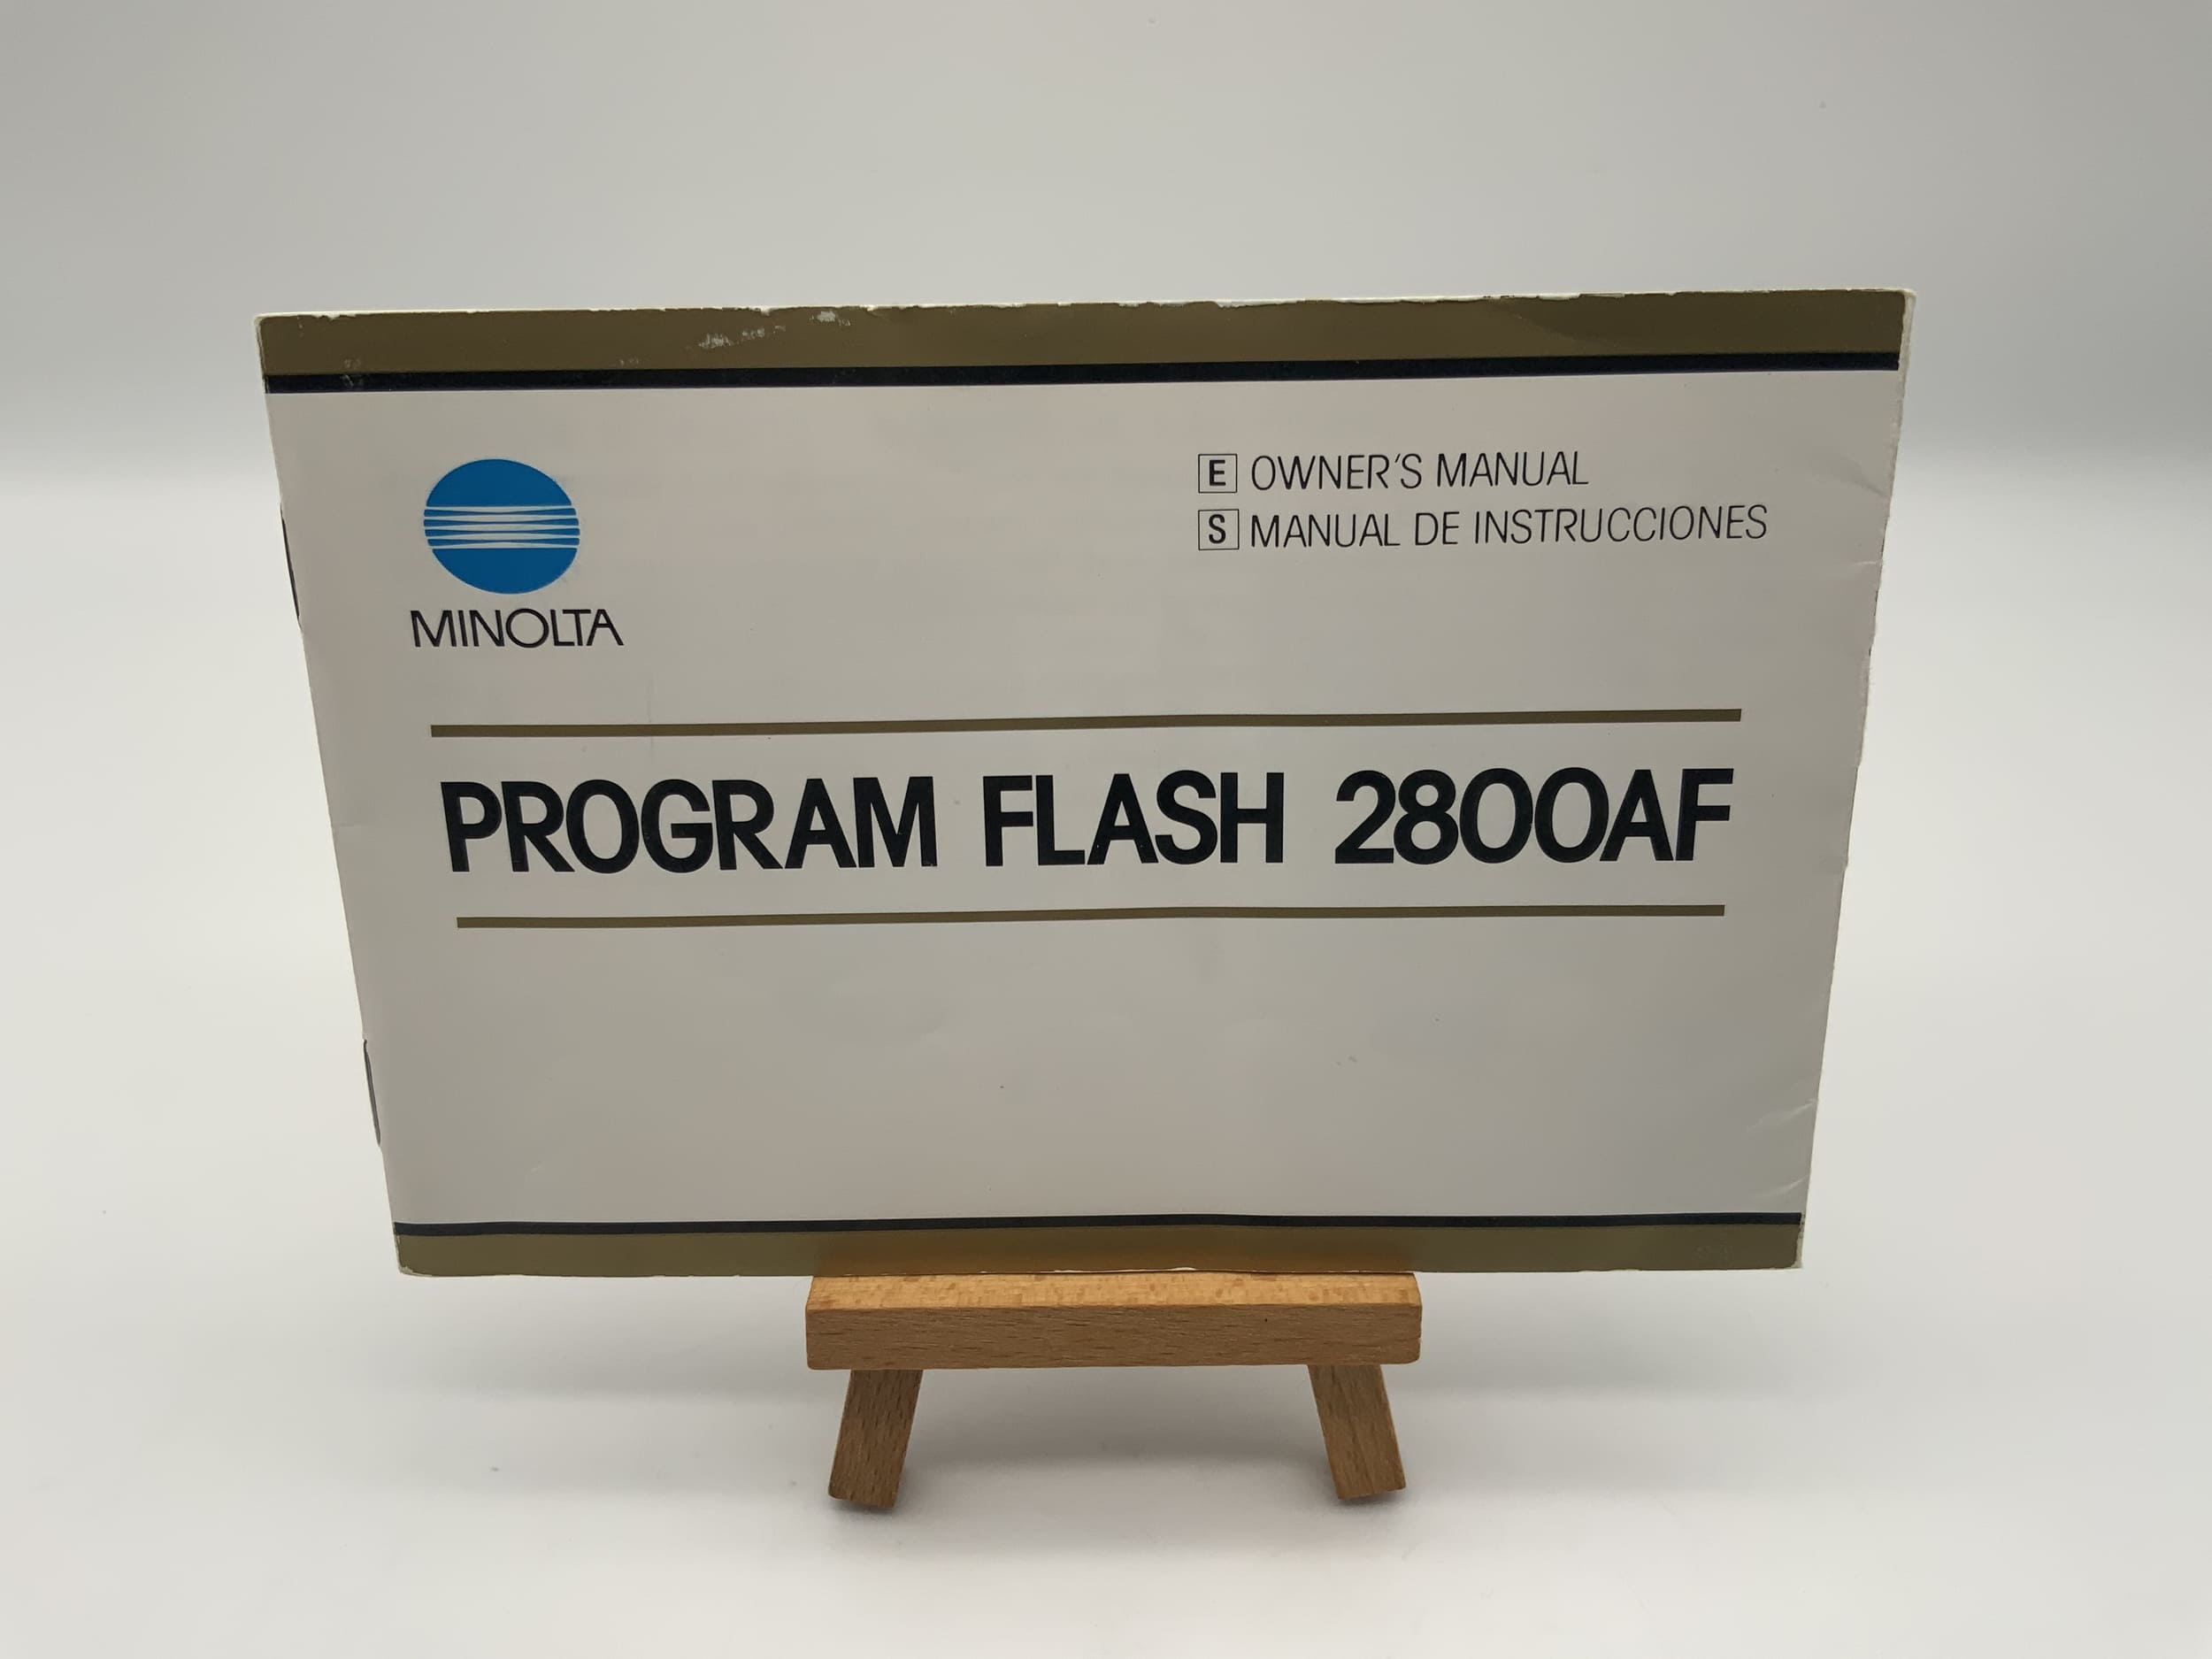 E OWNER'S MANUAL
S MANUAL DE INSTRUCCIONES
MINOLTA
PROGRAM FLASH 2800AF